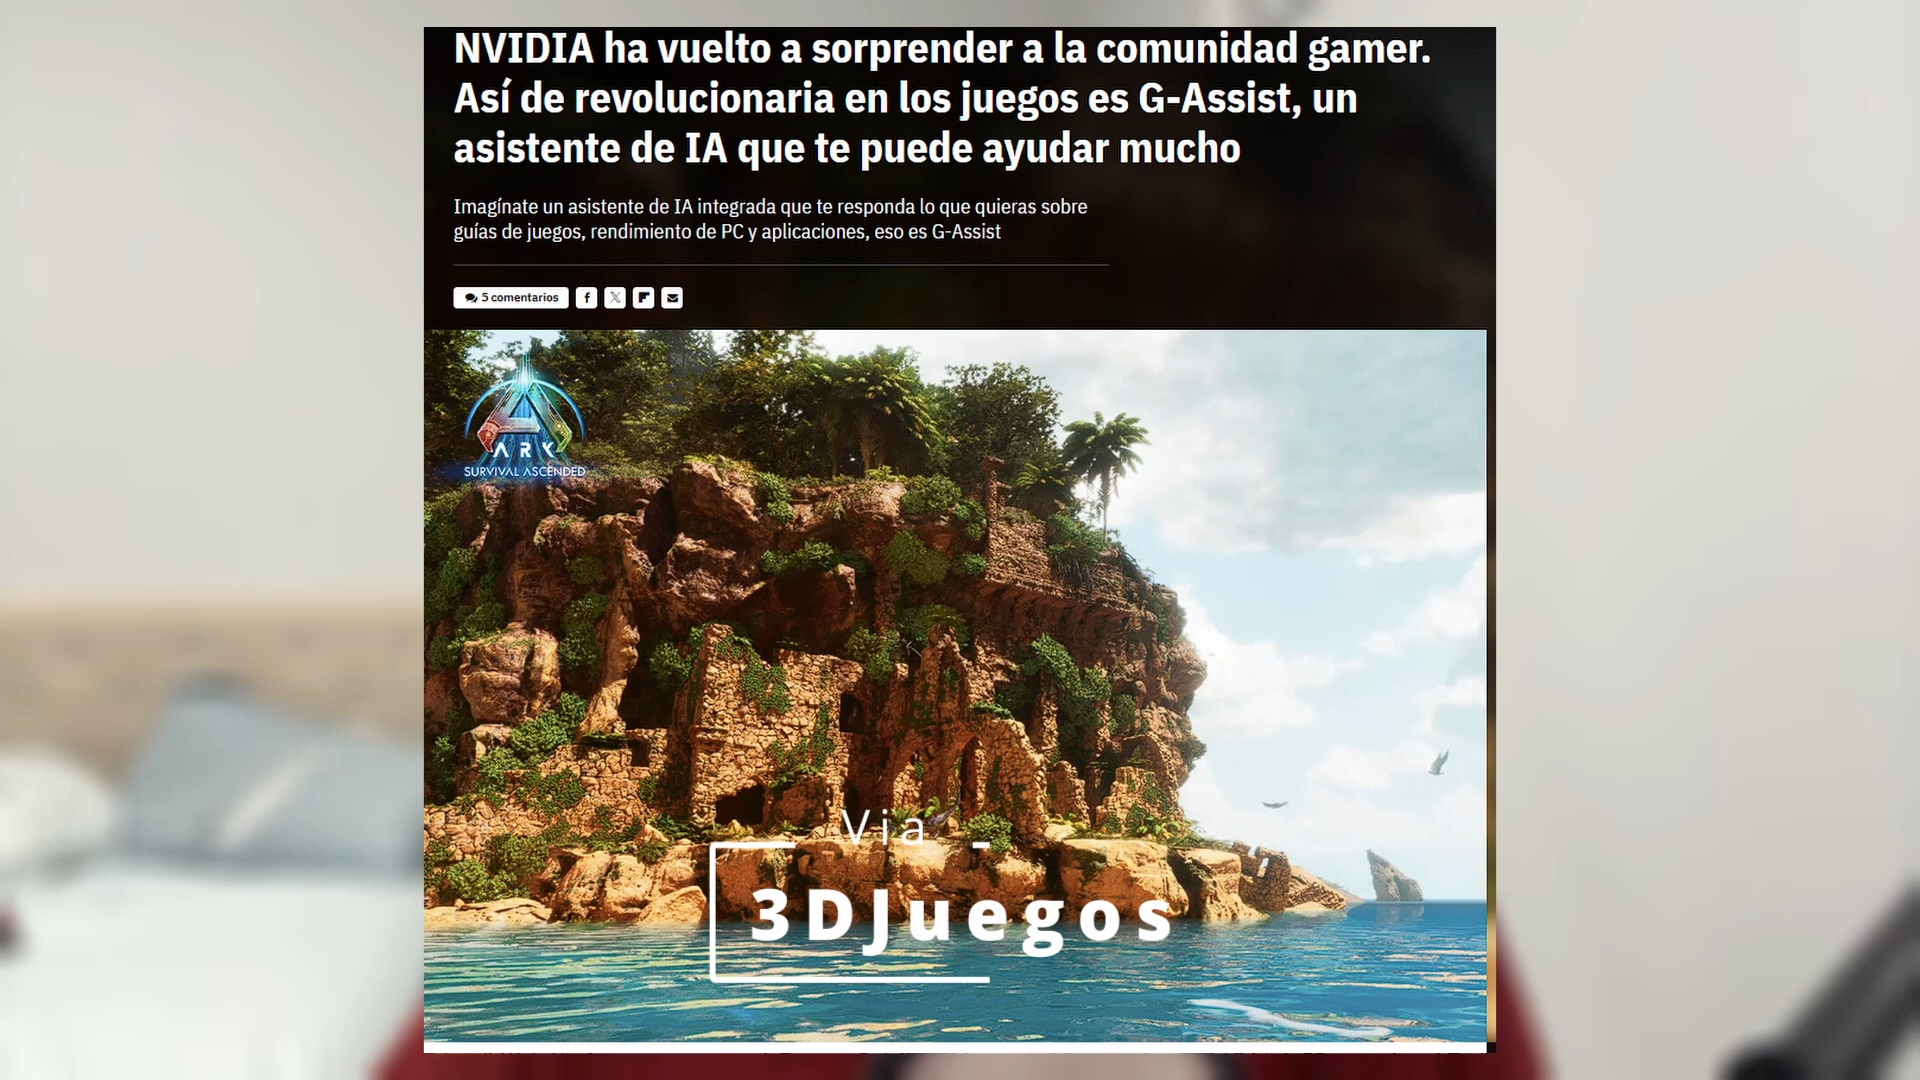 NVIDIA ha vuelto a sorprender a la comunidad gamer.
Así de revolucionaria en los juegos es G-Assist, un
asistente de IA que te puede ayudar mucho
Imagínate un asistente de IA integrada que te responda lo que quieras sobre
guías de juegos, rendimiento de PC y aplicaciones, eso es G-Assist
5 comentarios
ARK
SURVIVAL ASCENDED
Via
3DJuegos